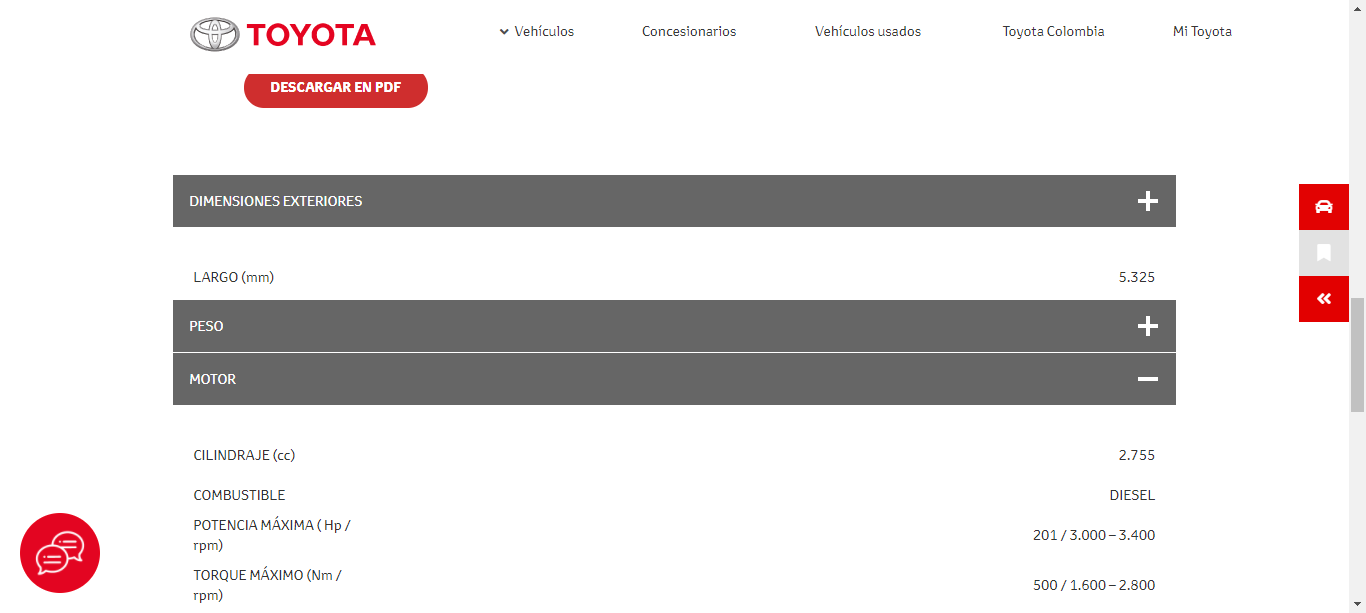 TOYOTA
Vehículos
Concesionarios
Vehículos usados
Toyota Colombia
Mi Toyota
DESCARGAR EN PDF
DIMENSIONES EXTERIORES
LARGO (mm) 5.325
PESO
MOTOR
CILINDRAJE (cc) 2.755
COMBUSTIBLE DIESEL
POTENCIA MÁXIMA ( Hp /
rpm)
201 / 3.000 – 3.400
TORQUE MÁXIMO (Nm /
rpm)
500 / 1.600 – 2.800